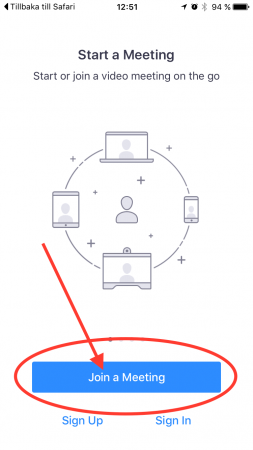 Tillbaka till Safari 12:51 94 %
Start a Meeting
Start or join a video meeting on the go
Join a Meeting
Sign Up Sign In